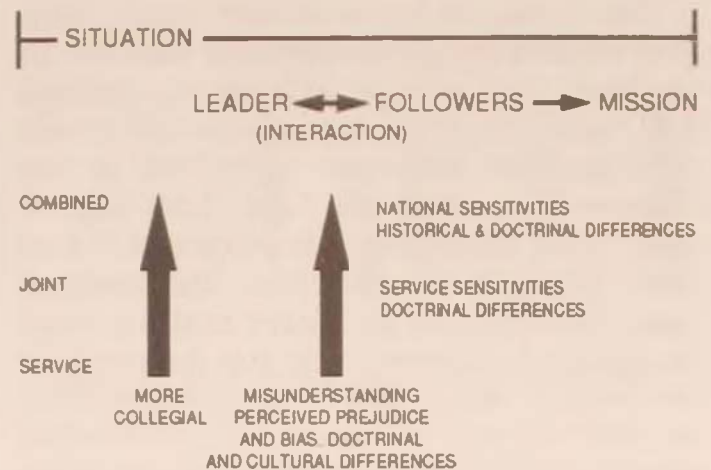 SITUATION
LEADER FOLLOWERS MISSION
(INTERACTION)
COMBINED
NATIONAL SENSITIVITIES
HISTORICAL & DOCTRINAL DIFFERENCES
JOINT
SERVICE SENSITIVITIES
DOCTRINAL DIFFERENCES
SERVICE
MORE
COLLEGIAL
MISUNDERSTANDING
PERCEIVED PREJUDICE
AND BIAS DOCTRINAL
AND CULTURAL DIFFERENCES